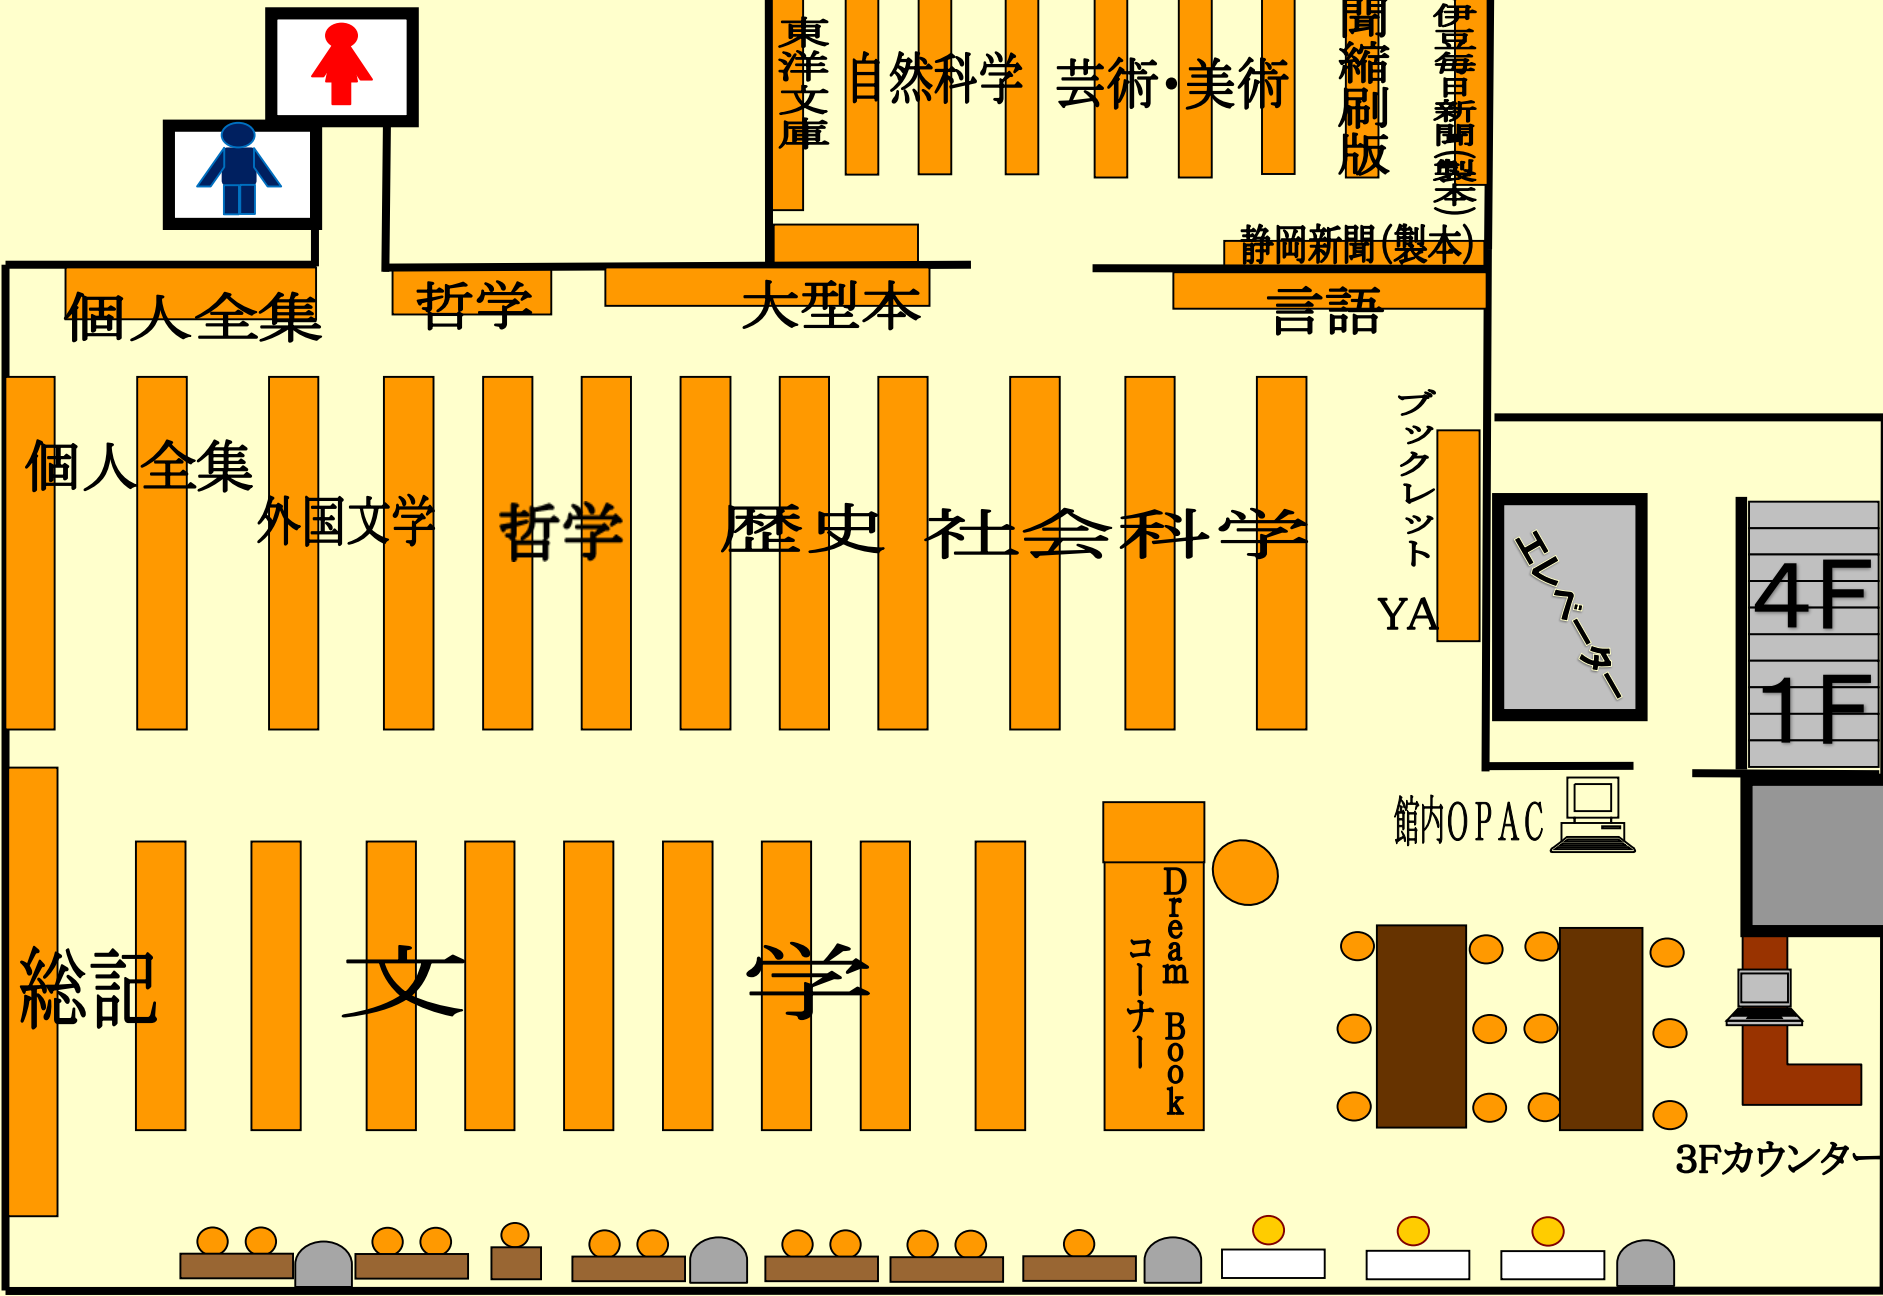 東洋文庫
自然科学
芸術・美術
聞縮刷版
伊豆毎日新聞(製本)
静岡新聞(製本)
個人全集
哲学
大型本
言語
個人全集
外国文学
哲学
歴史
社会科学
ブックレット
YA
エレベーター
4F
1F
館内OPAC
総記
文学
Dream Book
コーナー
3Fカウンター